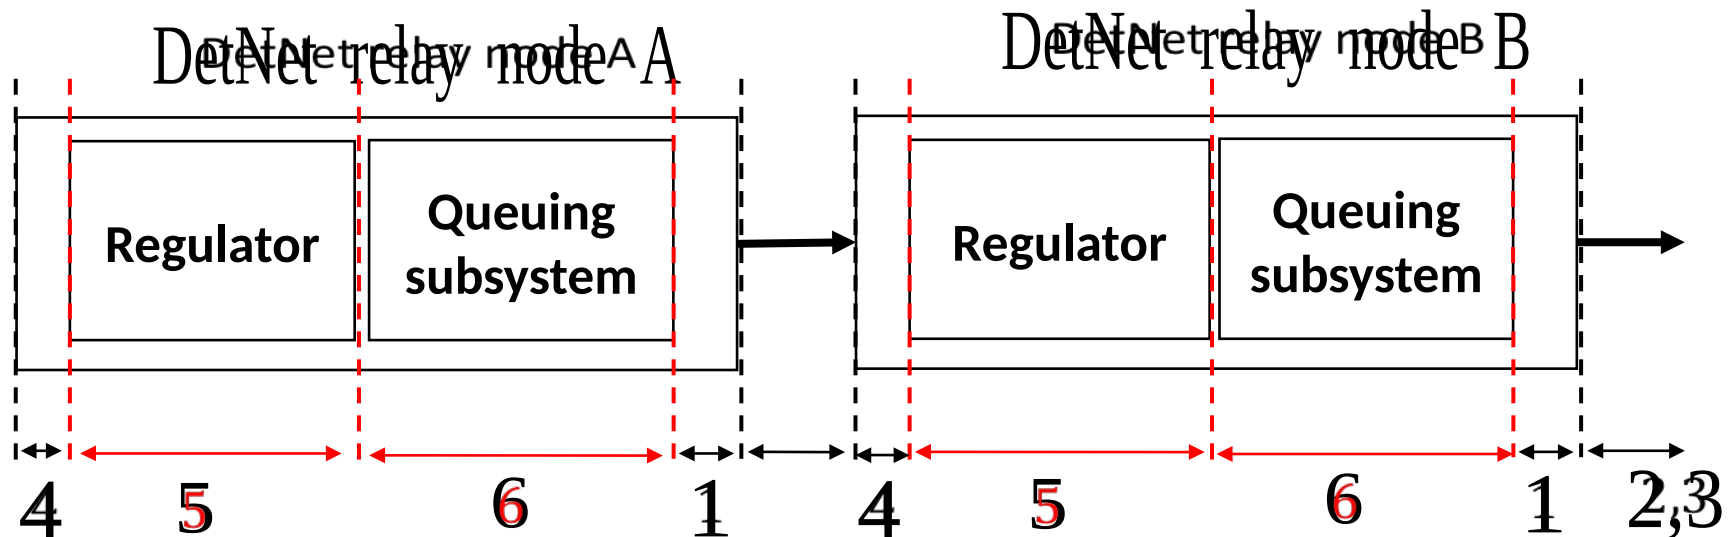 DetNet relay node A
DetNet relay node B
Regulator
Queuing
subsystem
Regulator
Queuing
subsystem
4 5 6 1 4 5 6 1 2,3